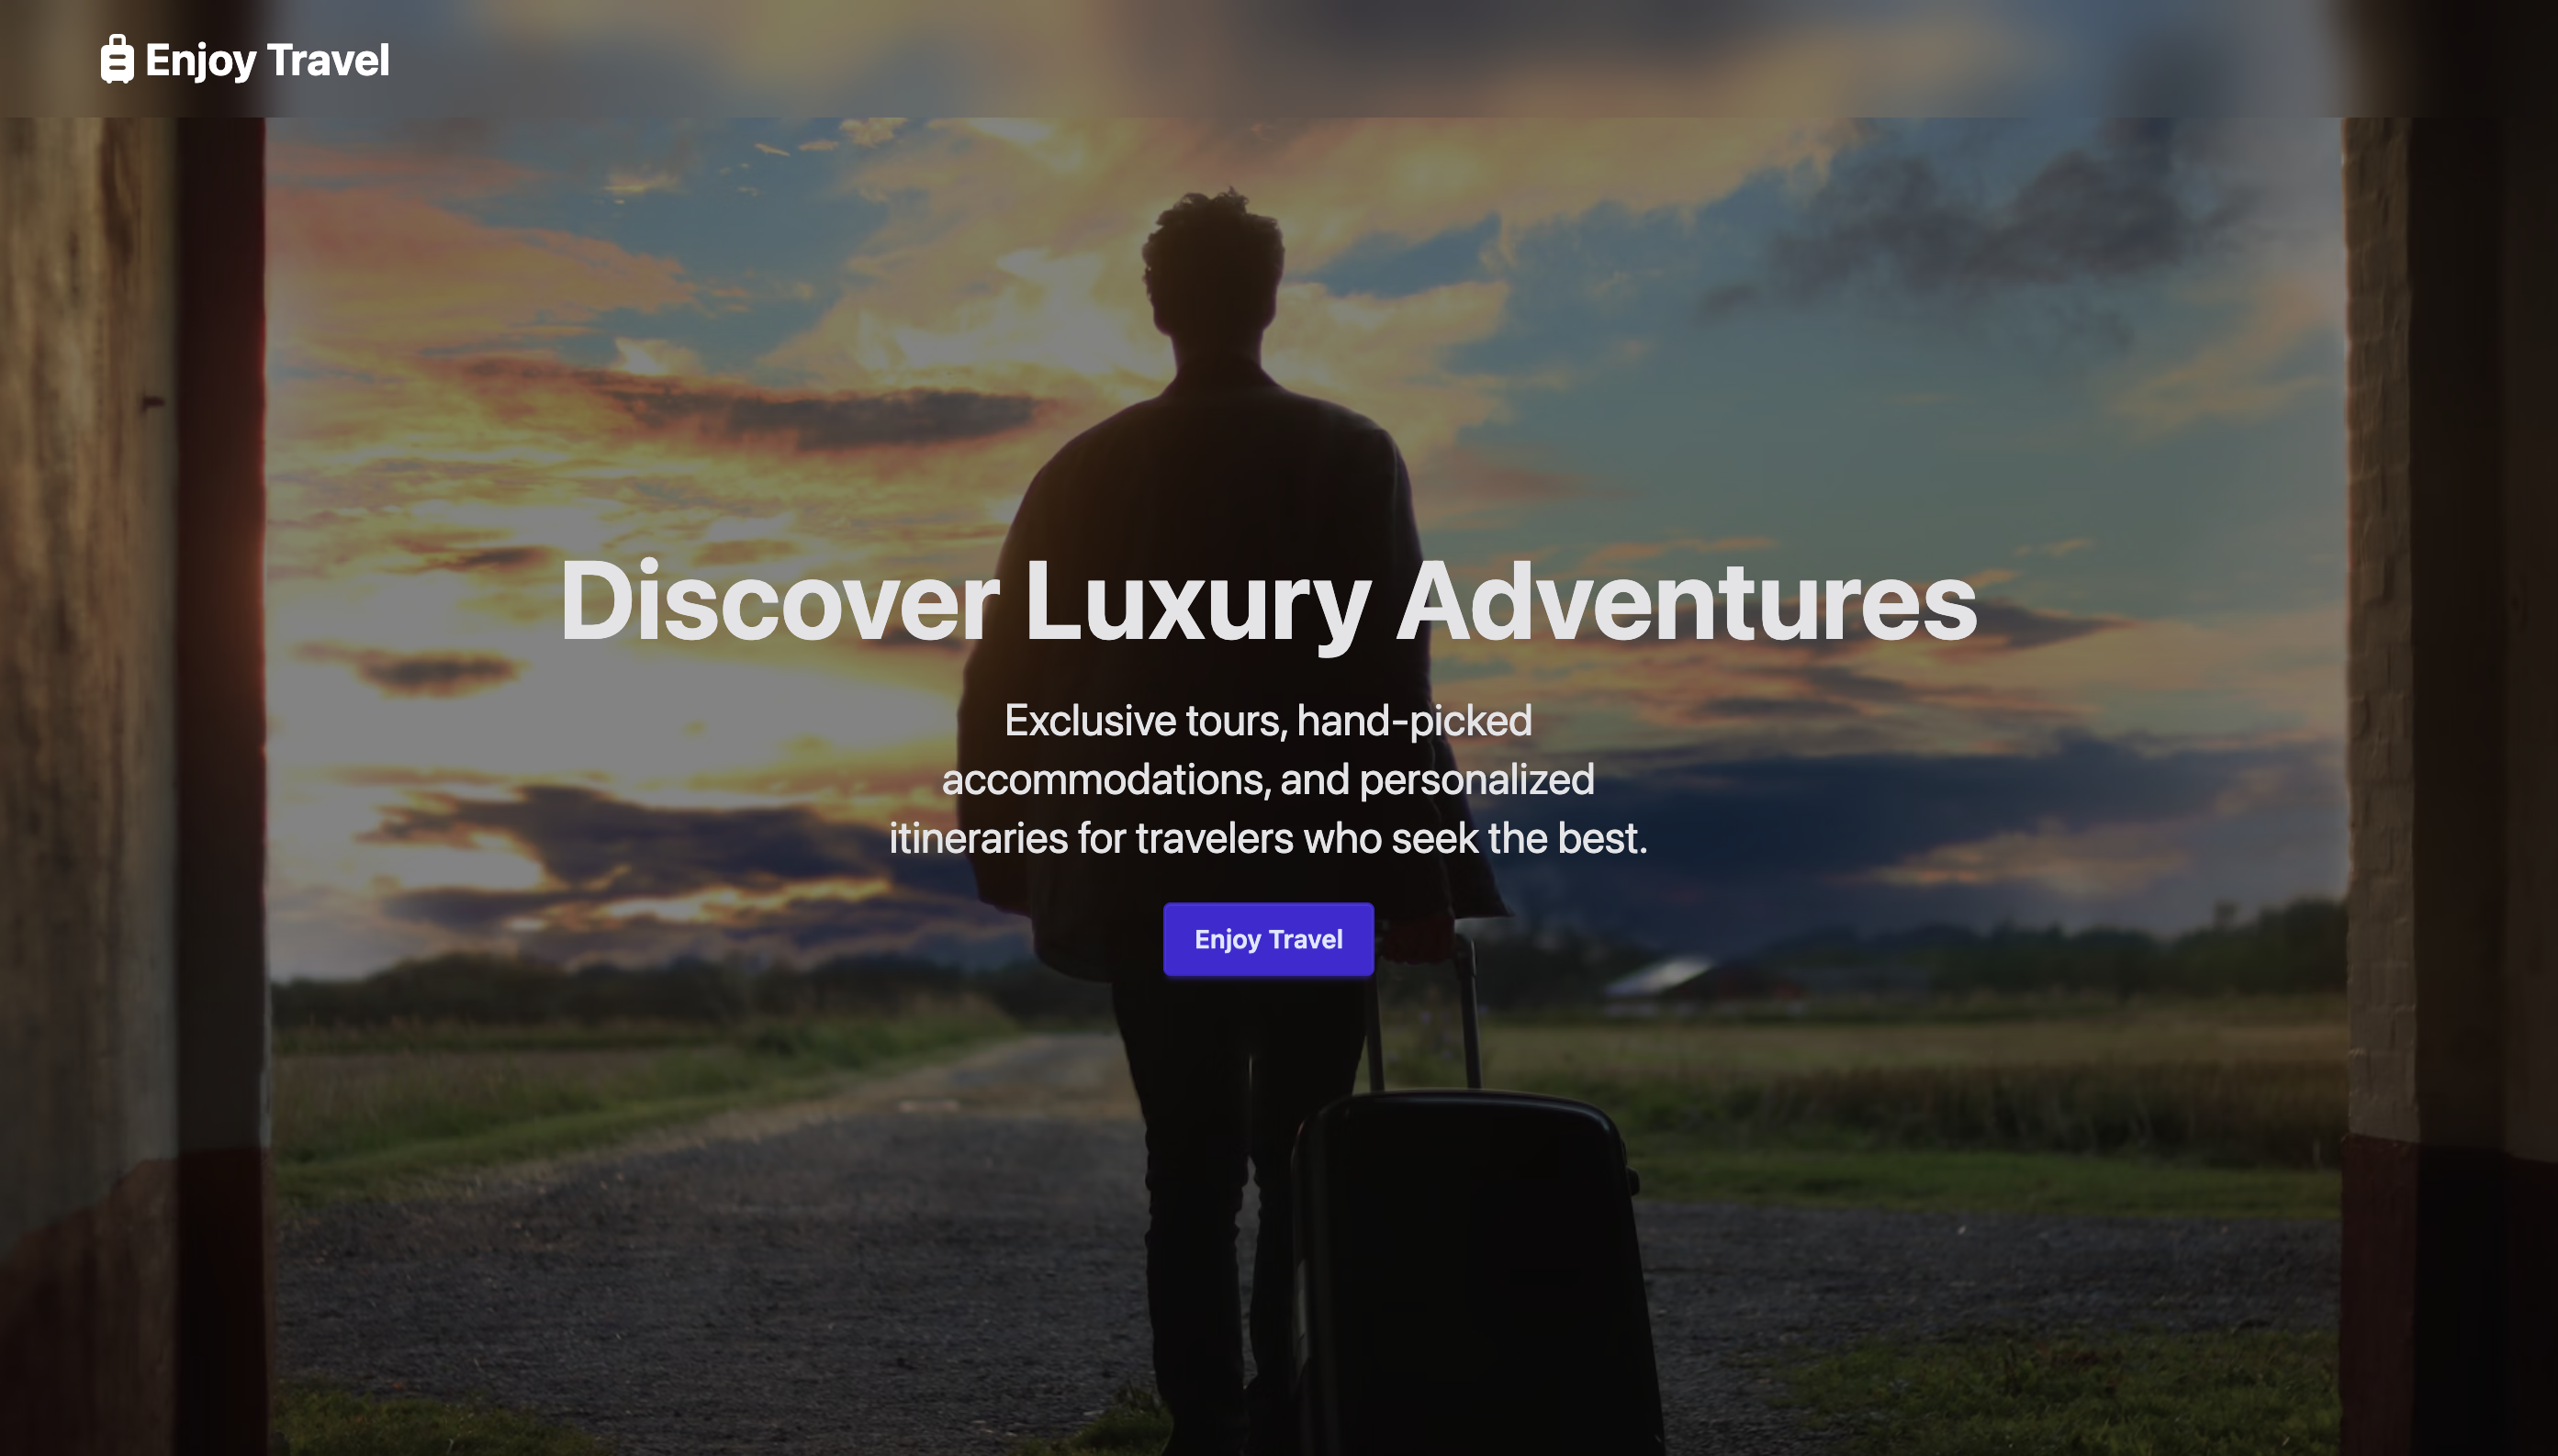 Enjoy Travel
Discover Luxury Adventures
Exclusive tours, hand-picked
accommodations, and personalized
itineraries for travelers who seek the best.
Enjoy Travel